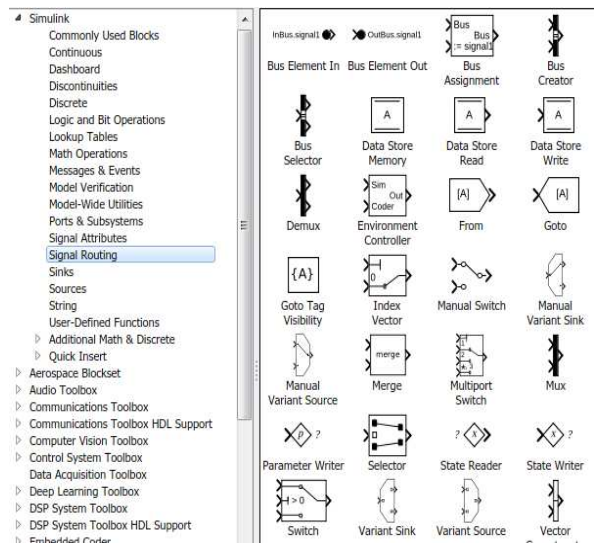 Simulink
Commonly Used Blocks
Continuous
Dashboard
Discontinuities
Discrete
Logic and Bit Operations
Lookup Tables
Math Operations
Messages & Events
Model Verification
Model-Wide Utilities
Ports & Subsystems
Signal Attributes
Signal Routing
Sinks
Sources
String
User-Defined Functions
Additional Math & Discrete
Quick Insert
Aerospace Blockset
Audio Toolbox
Communications Toolbox
Communications Toolbox HDL Support
Computer Vision Toolbox
Control System Toolbox
Data Acquisition Toolbox
Deep Learning Toolbox
DSP System Toolbox
DSP System Toolbox HDL Support
Embedded Coder
InBus.signal1
Bus Element In
OutBus.signal1
Bus Element Out
Bus
Bus
:= signal1
Bus
Assignment
Bus
Creator
Bus
Selector
A
Data Store
Memory
A
Data Store
Read
A
Data Store
Write
Demux
Sim
Out
Coder
Environment
Controller
[A]
From
[A]
Goto
{A}
Goto Tag
Visibility
0
Index
Vector
Manual Switch
Manual
Variant Sink
Manual
Variant Source
merge
Merge
1
2
*, 3
Multiport
Switch
Mux
p ?
Parameter Writer
Selector
? x
State Reader
x ?
State Writer
> 0
Switch
Variant Sink
Variant Source
Vector